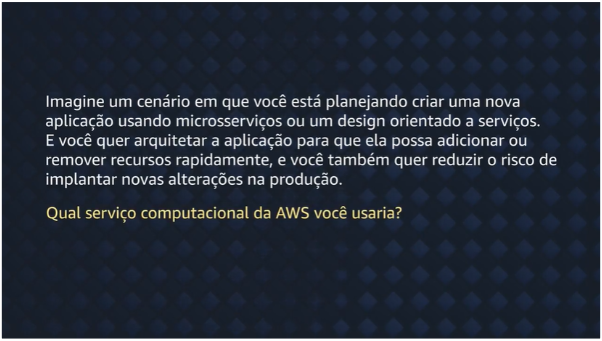 Imagine um cenário em que você está planejando criar uma nova
aplicação usando microsserviços ou um design orientado a serviços.
E você quer arquitetar a aplicação para que ela possa adicionar ou
remover recursos rapidamente, e você também quer reduzir o risco de
implantar novas alterações na produção.
Qual serviço computacional da AWS você usaria?